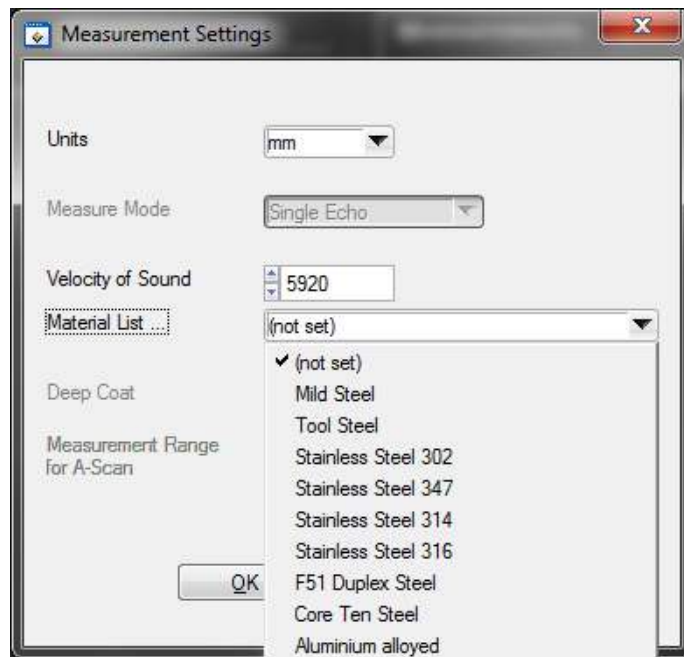 Measurement Settings
Units
mm
Measure Mode
Single Echo
Velocity of Sound
5920
Material List ...
(not set)
(not set)
Mild Steel
Tool Steel
Stainless Steel 302
Stainless Steel 347
Stainless Steel 314
Stainless Steel 316
F51 Duplex Steel
Core Ten Steel
Aluminium alloyed
Deep Coat
Measurement Range
for A-Scan
OK